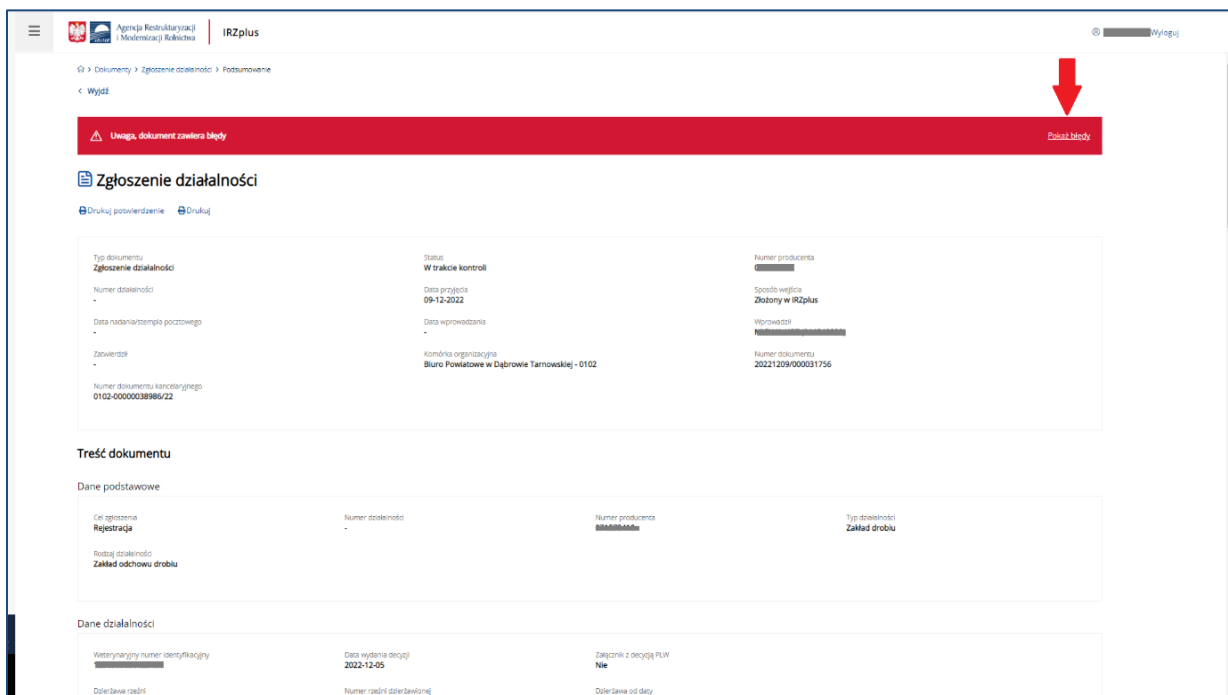 Agencja Restrukturyzacji
i Modernizacji Rolnictwa
IRZplus
Wyloguj
> Dokumenty > Zgłoszenie działalności > Podsumowanie
< Wyjdź
Uwaga, dokument zawiera błędy
Pokaż błędy
Zgłoszenie działalności
Drukuj potwierdzenie Drukuj
Typ dokumentu Status Numer producenta
Zgłoszenie działalności W trakcie kontroli
Numer działalności Data przyjęcia Sposób wejścia
- 09-12-2022 Złożony w IRZplus
Data nadania/stempla pocztowego Data wprowadzania Wprowadził
- -
Zatwierdził Komórka organizacyjna Numer dokumentu
- Biuro Powiatowe w Dąbrowie Tarnowskiej - 0102 20221209/000031756
Numer dokumentu kancelaryjnego
0102-00000038986/22
Treść dokumentu
Dane podstawowe
Cel zgłoszenia Numer działalności Numer producenta Typ działalności
Rejestracja - Zakład drobiu
Rodzaj działalności
Zakład odchowu drobiu
Dane działalności
Weterynaryjny numer identyfikacyjny Data wydania decyzji Załącznik z decyzją PLW
2022-12-05 Nie
Dzierżawa rzeźni Numer rzeźni dzierżawionej Dzierżawa od daty